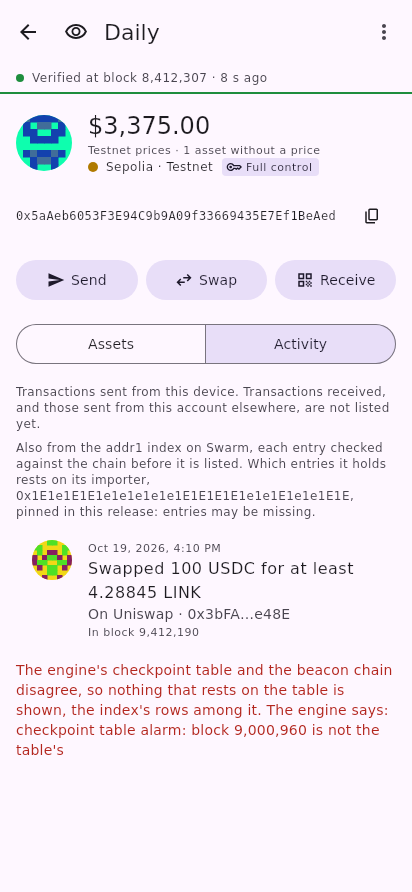 Daily
Verified at block 8,412,307 · 8 s ago
$3,375.00
Testnet prices · 1 asset without a price
Sepolia · Testnet Full control
0x5aAeb6053F3E94C9b9A09f33669435E7Ef1BeAed
Send Swap Receive
Assets Activity
Transactions sent from this device. Transactions received,
and those sent from this account elsewhere, are not listed
yet.
Also from the addr1 index on Swarm, each entry checked
against the chain before it is listed. Which entries it holds
rests on its importer,
0x1E1e1E1E1e1e1e1e1e1E1E1E1E1e1e1E1e1e1e1E1E,
pinned in this release: entries may be missing.
Oct 19, 2026, 4:10 PM
Swapped 100 USDC for at least
4.28845 LINK
On Uniswap · 0x3bFA…e48E
In block 9,412,190
The engine's checkpoint table and the beacon chain
disagree, so nothing that rests on the table is
shown, the index's rows among it. The engine says:
checkpoint table alarm: block 9,000,960 is not the
table's